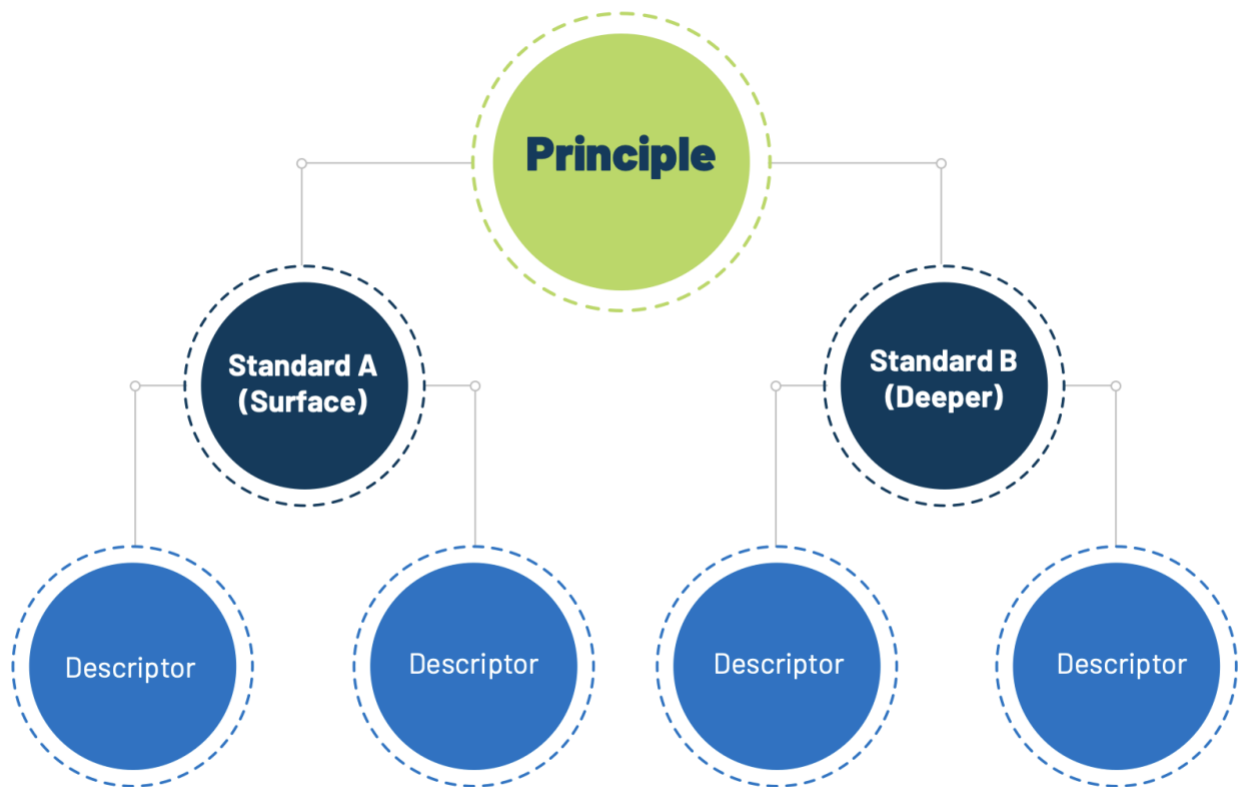 Principle
Standard A
(Surface)
Standard B
(Deeper)
Descriptor
Descriptor
Descriptor
Descriptor